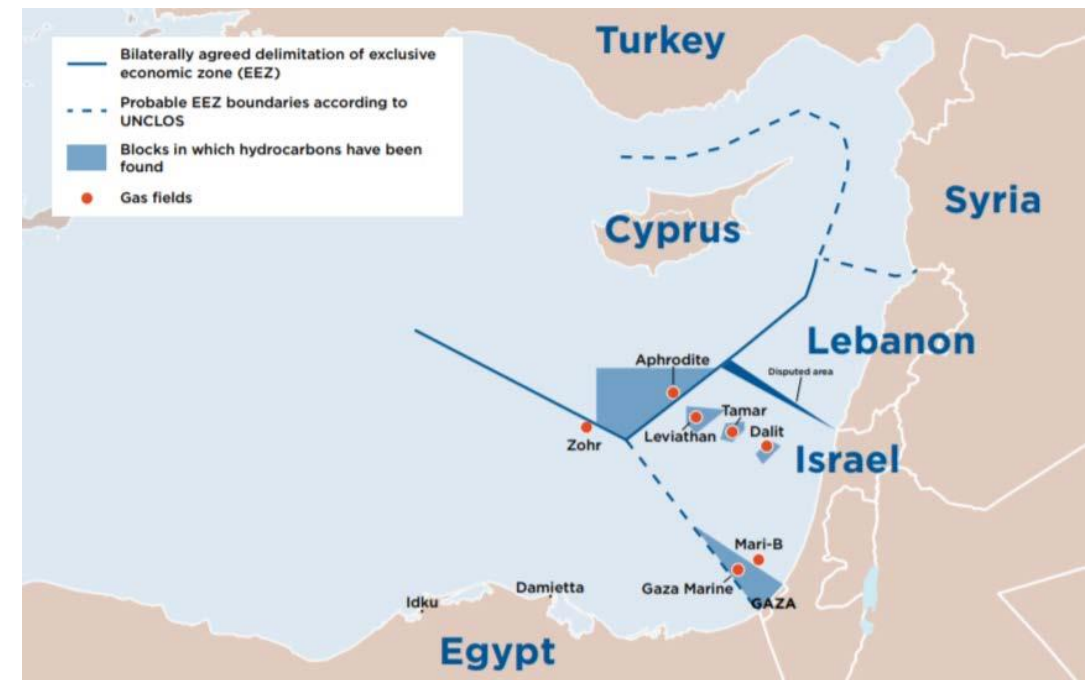 Turkey
Bilaterally agreed delimitation of exclusive
economic zone (EEZ)
Probable EEZ boundaries according to
UNCLOS
Blocks in which hydrocarbons have been
found
Gas fields
Syria
Cyprus
Lebanon
Aphrodite
Disputed area
Tamar
Leviathan
Dalit
Zohr
Israel
Mari-B
Gaza Marine
GAZA
Damietta
Idku
Egypt